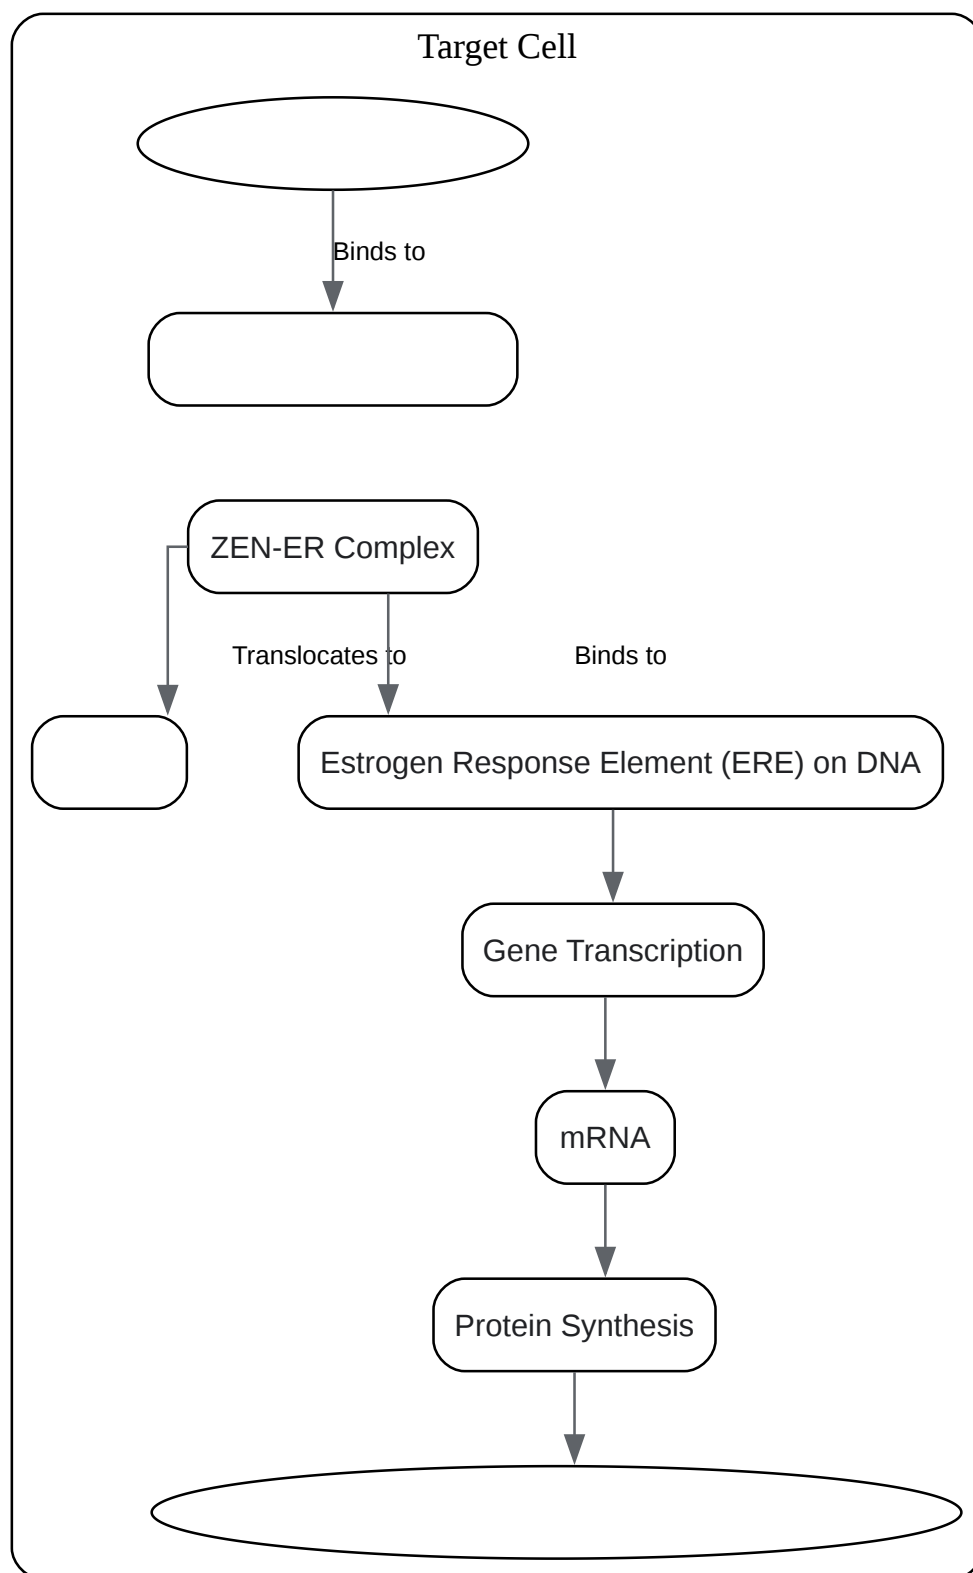 Target Cell
Binds to
ZEN-ER Complex
Translocates to
Binds to
Estrogen Response Element (ERE) on DNA
Gene Transcription
mRNA
Protein Synthesis